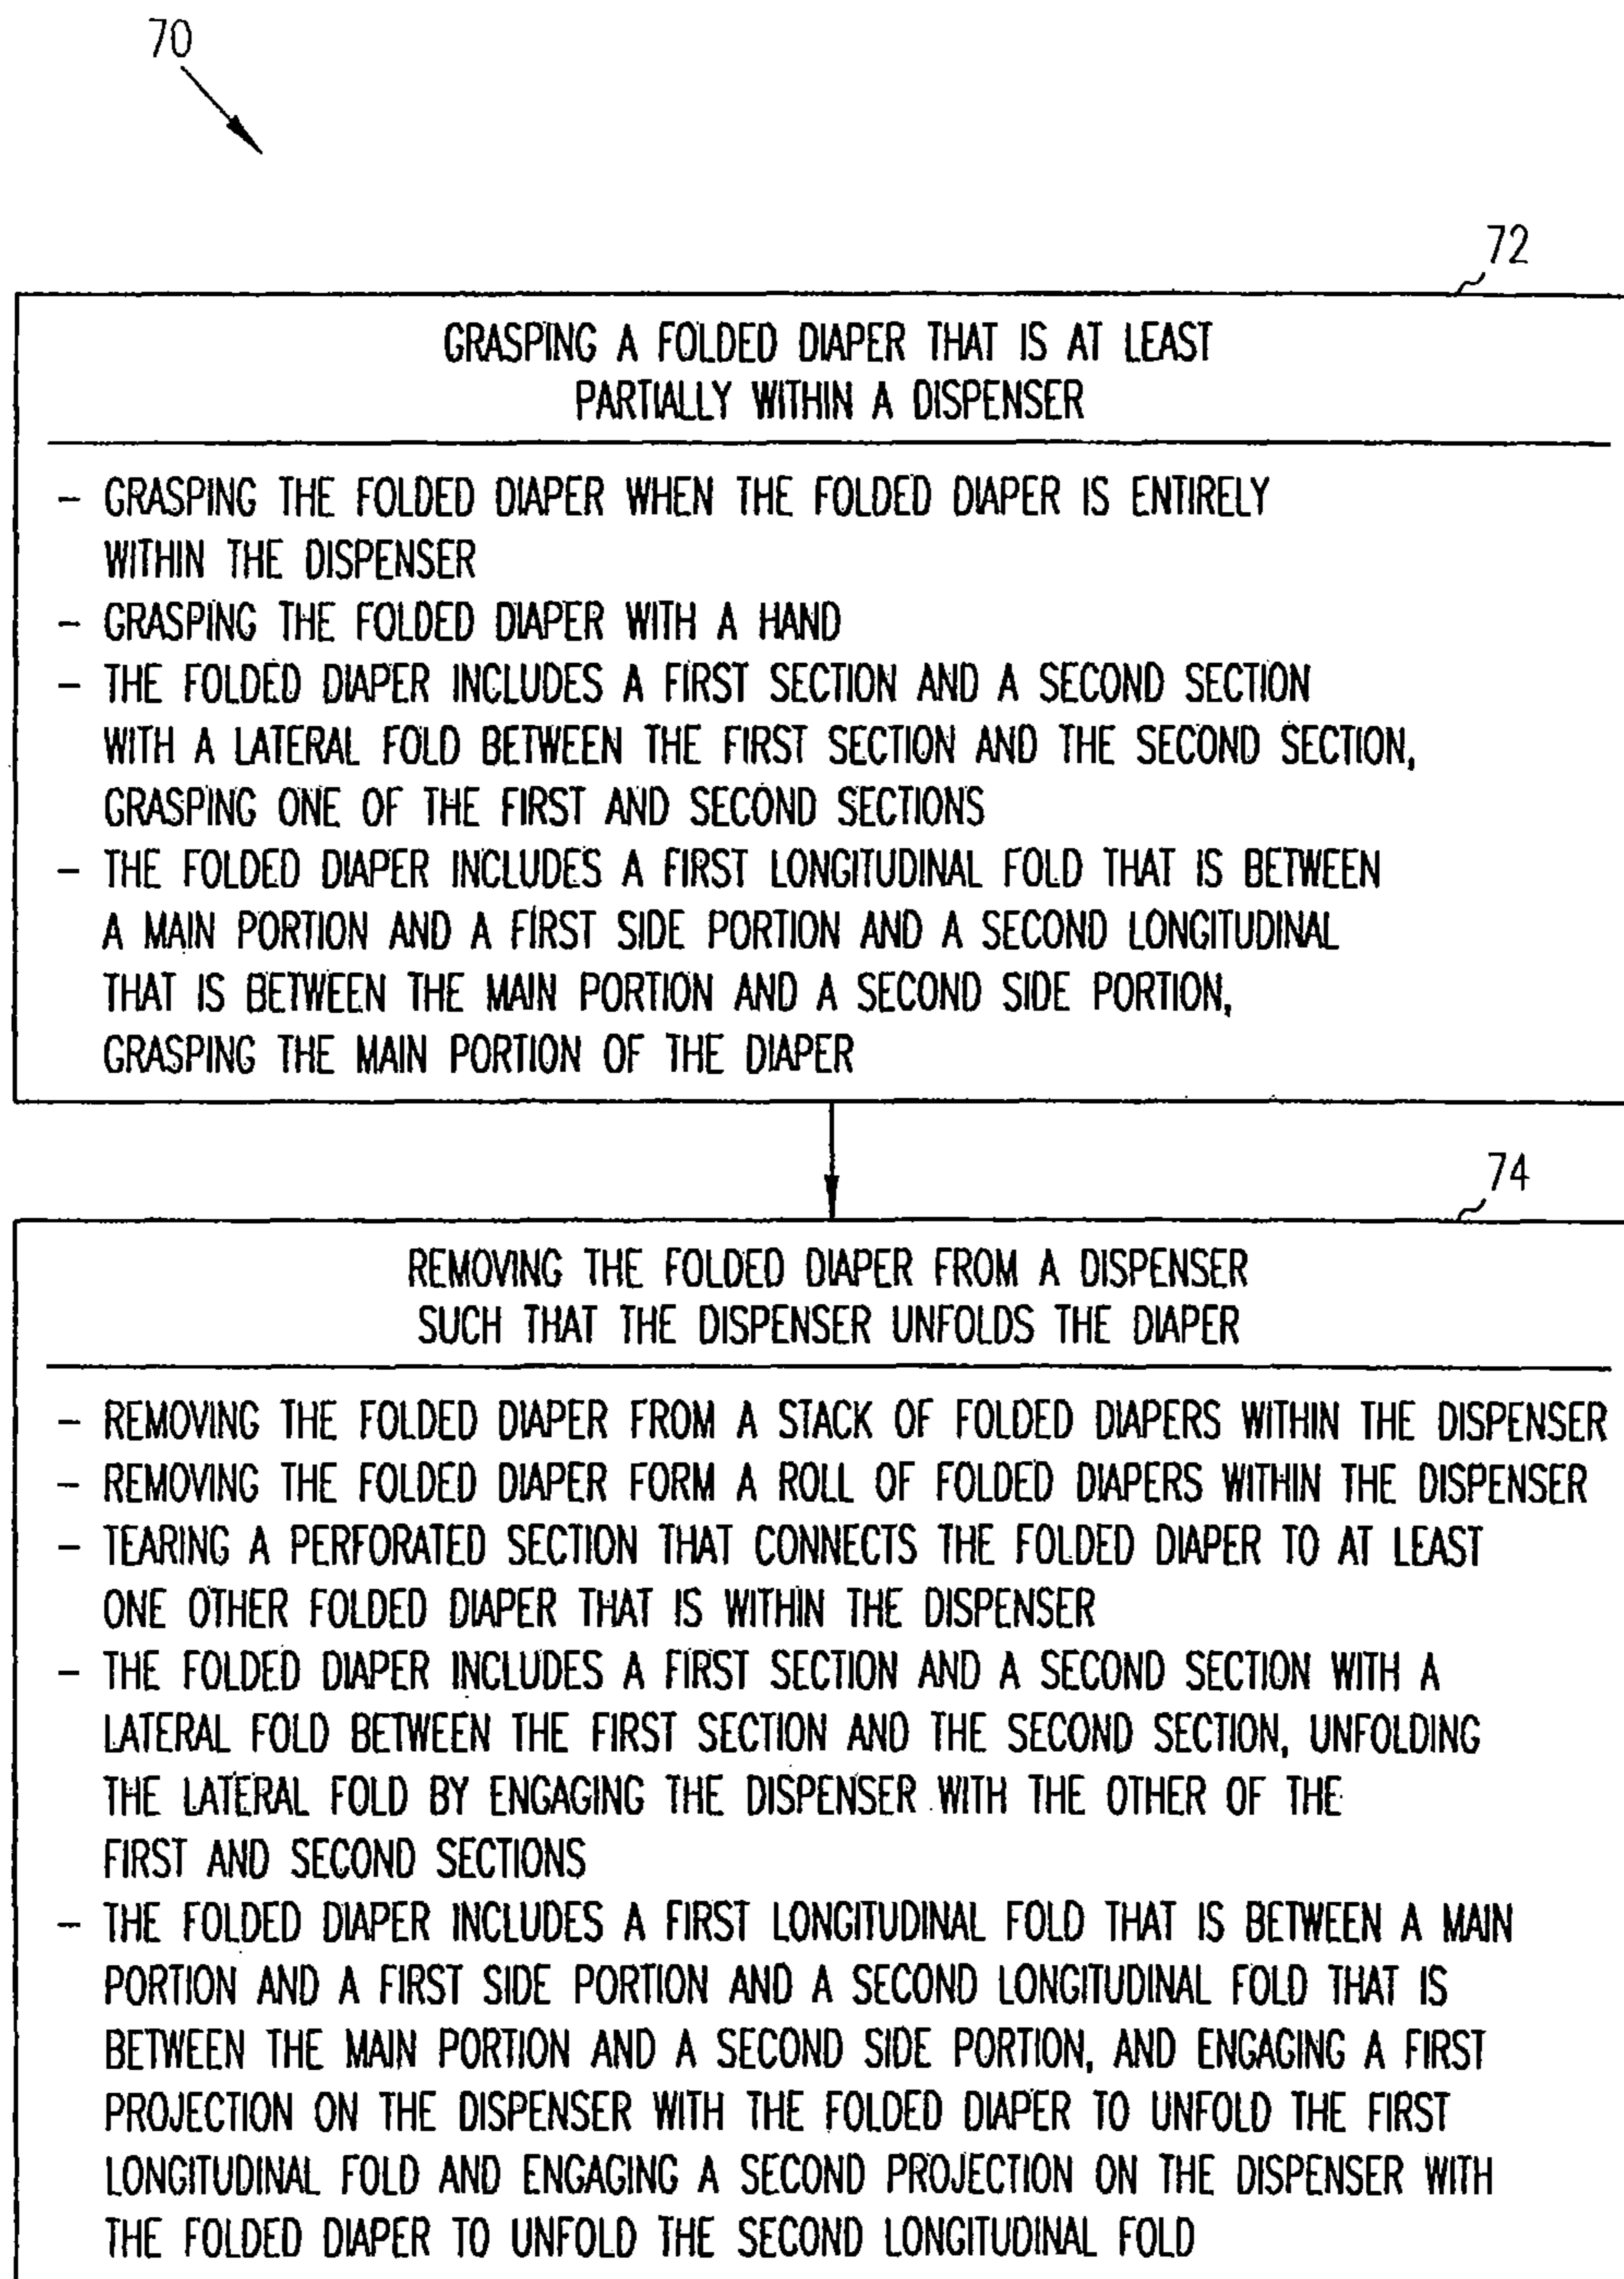 70
72
GRASPING A FOLDED DIAPER THAT IS AT LEAST
PARTIALLY WITHIN A DISPENSER
- GRASPING THE FOLDED DIAPER WHEN THE FOLDED DIAPER IS ENTIRELY
WITHIN THE DISPENSER
- GRASPING THE FOLDED DIAPER WITH A HAND
- THE FOLDED DIAPER INCLUDES A FIRST SECTION AND A SECOND SECTION
WITH A LATERAL FOLD BETWEEN THE FIRST SECTION AND THE SECOND SECTION,
GRASPING ONE OF THE FIRST AND SECOND SECTIONS
- THE FOLDED DIAPER INCLUDES A FIRST LONGITUDINAL FOLD THAT IS BETWEEN
A MAIN PORTION AND A FIRST SIDE PORTION AND A SECOND LONGITUDINAL
THAT IS BETWEEN THE MAIN PORTION AND A SECOND SIDE PORTION,
GRASPING THE MAIN PORTION OF THE DIAPER
74
REMOVING THE FOLDED DIAPER FROM A DISPENSER
SUCH THAT THE DISPENSER UNFOLDS THE DIAPER
- REMOVING THE FOLDED DIAPER FROM A STACK OF FOLDED DIAPERS WITHIN THE DISPENSER
- REMOVING THE FOLDED DIAPER FORM A ROLL OF FOLDED DIAPERS WITHIN THE DISPENSER
- TEARING A PERFORATED SECTION THAT CONNECTS THE FOLDED DIAPER TO AT LEAST
ONE OTHER FOLDED DIAPER THAT IS WITHIN THE DISPENSER
- THE FOLDED DIAPER INCLUDES A FIRST SECTION AND A SECOND SECTION WITH A
LATERAL FOLD BETWEEN THE FIRST SECTION AND THE SECOND SECTION, UNFOLDING
THE LATERAL FOLD BY ENGAGING THE DISPENSER WITH THE OTHER OF THE
FIRST AND SECOND SECTIONS
- THE FOLDED DIAPER INCLUDES A FIRST LONGITUDINAL FOLD THAT IS BETWEEN A MAIN
PORTION AND A FIRST SIDE PORTION AND A SECOND LONGITUDINAL FOLD THAT IS
BETWEEN THE MAIN PORTION AND A SECOND SIDE PORTION, AND ENGAGING A FIRST
PROJECTION ON THE DISPENSER WITH THE FOLDED DIAPER TO UNFOLD THE FIRST
LONGITUDINAL FOLD AND ENGAGING A SECOND PROJECTION ON THE DISPENSER WITH
THE FOLDED DIAPER TO UNFOLD THE SECOND LONGITUDINAL FOLD